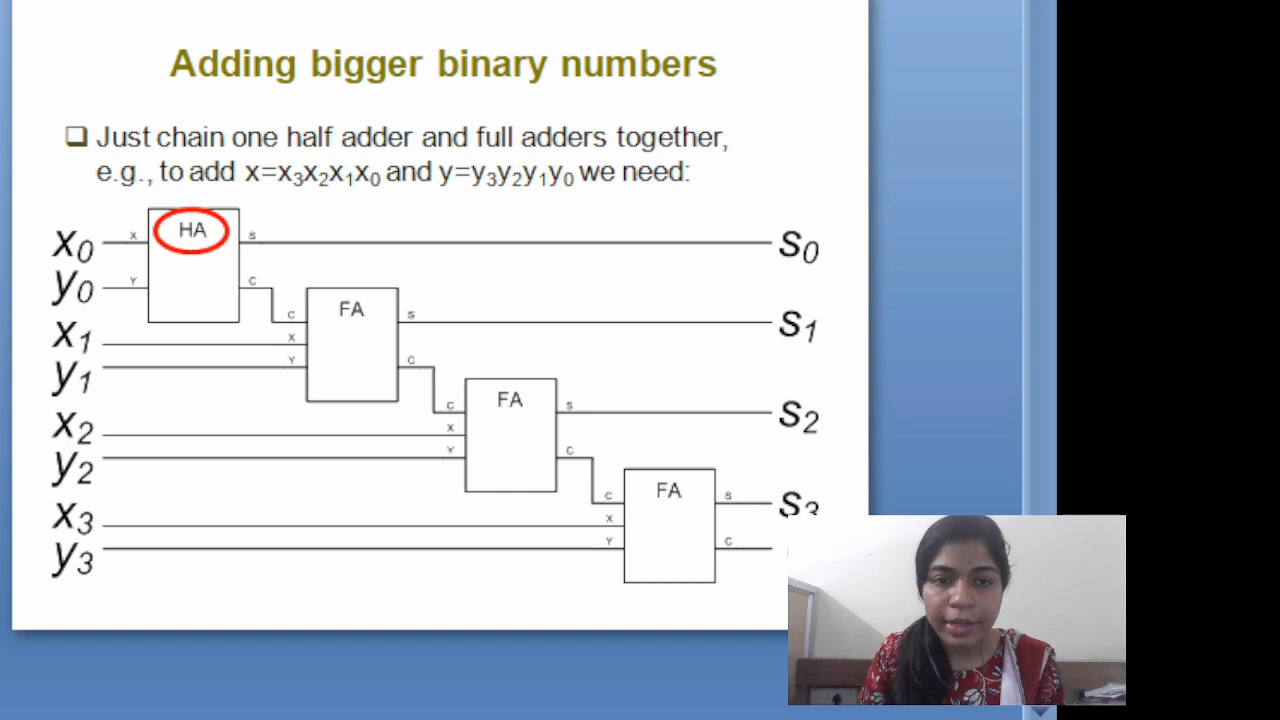 Adding bigger binary numbers
❑ Just chain one half adder and full adders together,
e.g., to add x=x₃x₂x₁x₀ and y=y₃y₂y₁y₀ we need:
HA
x₀ X S s₀
y₀ Y C
FA
C S s₁
x₁ X
y₁ Y C
FA
C S s₂
x₂ X
y₂ Y C
FA
C S s₃
x₃ X
y₃ Y C